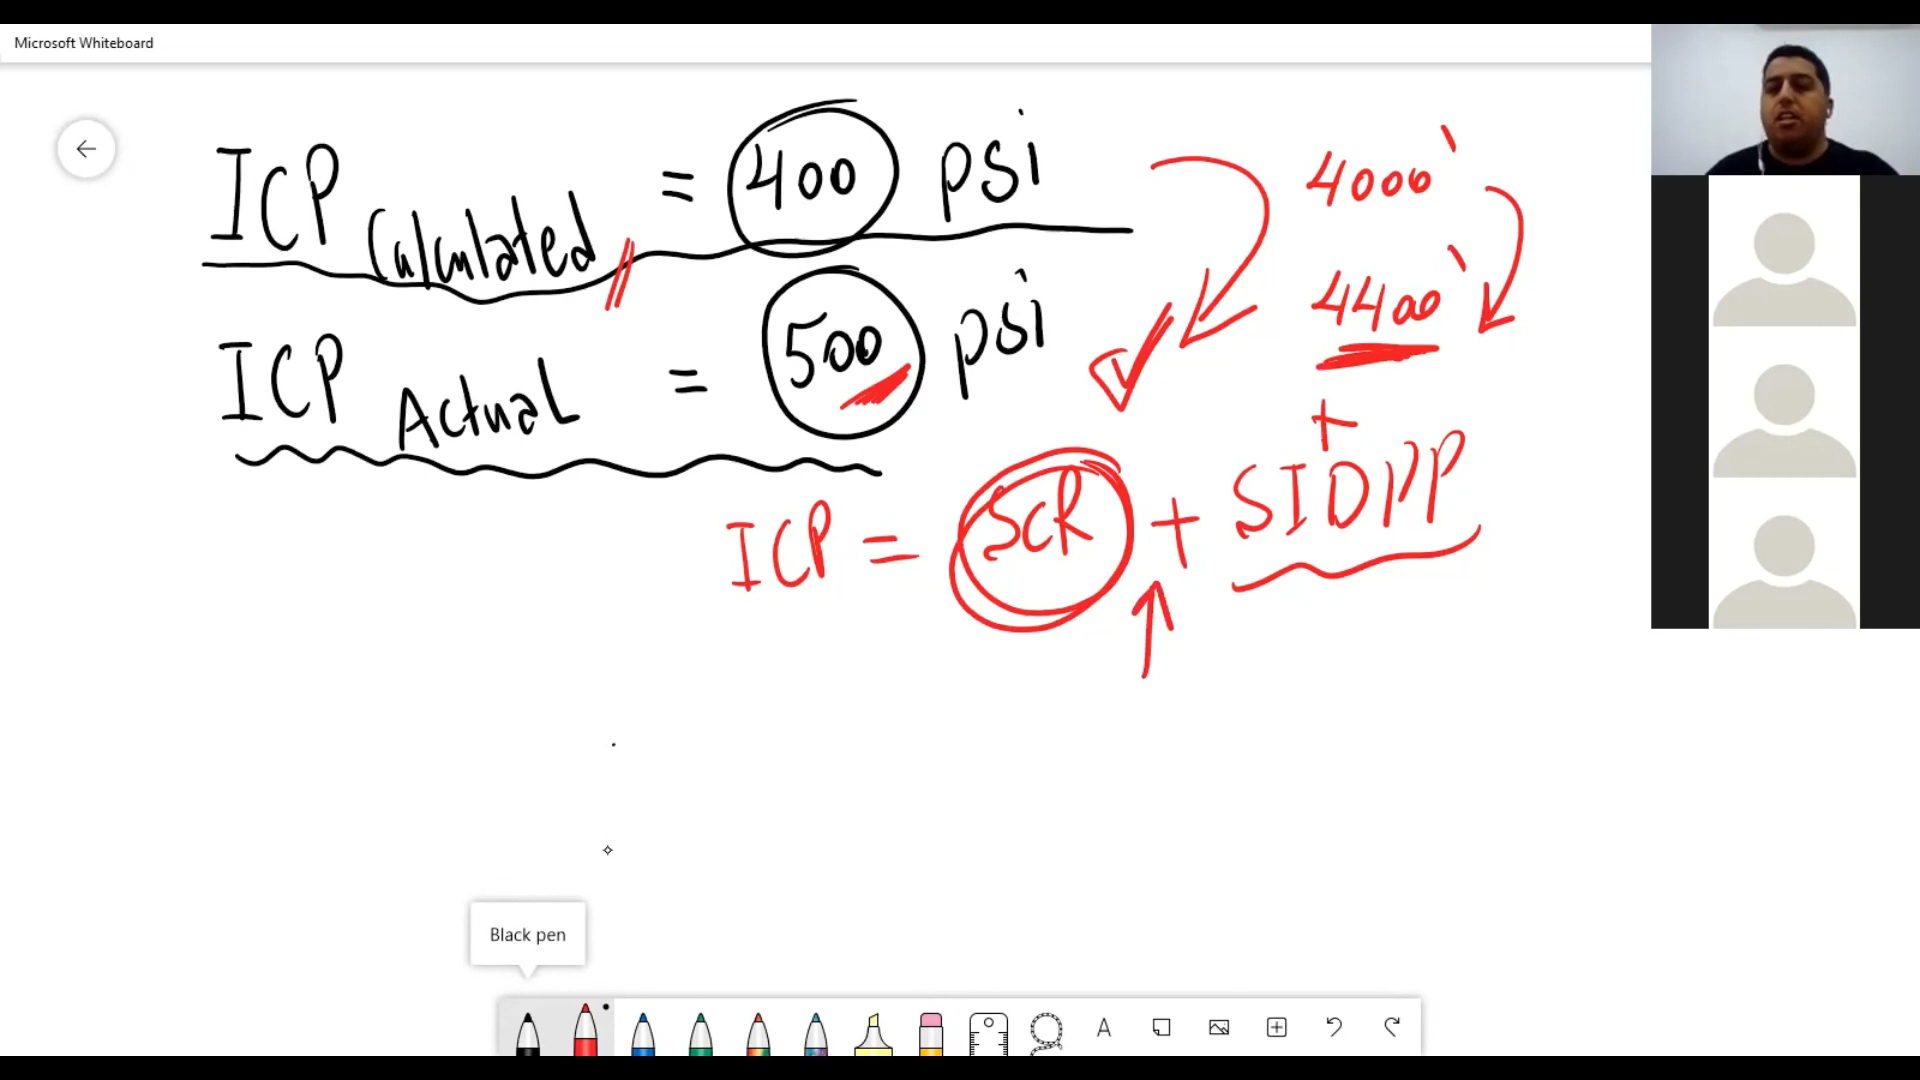 Microsoft Whiteboard
ICP Calculated = 400 psi
4000'
4400'
ICP Actual = 500 psi
+
ICP = SCR + SIDPP
Black pen
A